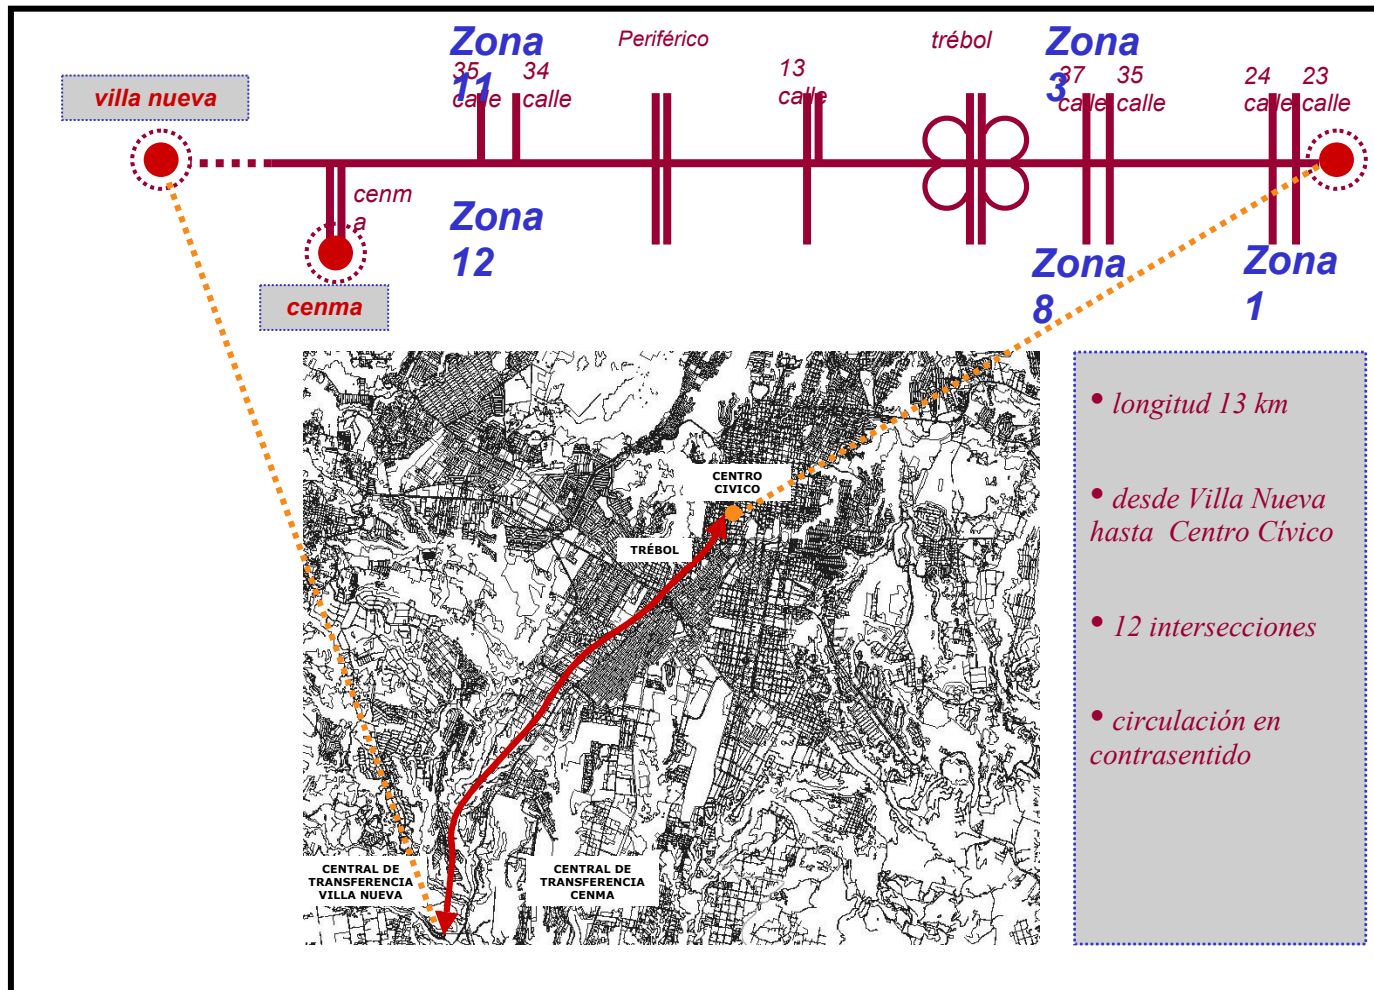 Zona
11
Periférico
trébol
Zona
3
villa nueva
35
calle
34
calle
13
calle
37
calle
35
calle
24
calle
23
calle
cenm
a
Zona
12
Zona
8
Zona
1
cenma
CENTRO
CÍVICO
TRÉBOL
CENTRAL DE
TRANSFERENCIA
VILLA NUEVA
CENTRAL DE
TRANSFERENCIA
CENMA
• longitud 13 km
• desde Villa Nueva
hasta Centro Cívico
• 12 intersecciones
• circulación en
contrasentido